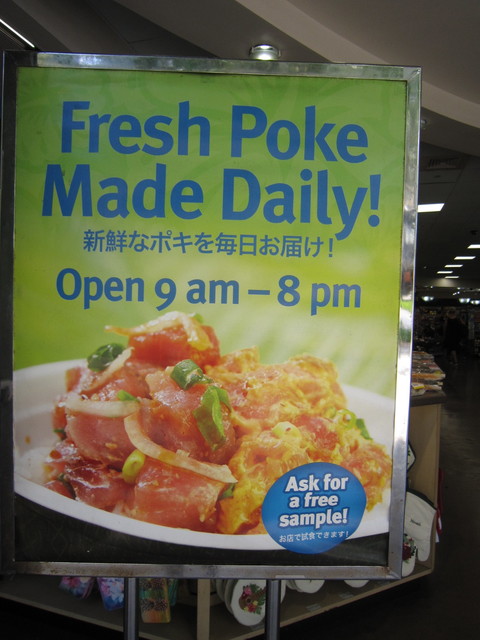 Fresh Poke
Made Daily!
新鮮なポキを毎日お届け!
Open 9 am – 8 pm
Ask for
a free
sample!
お店で試食できます!